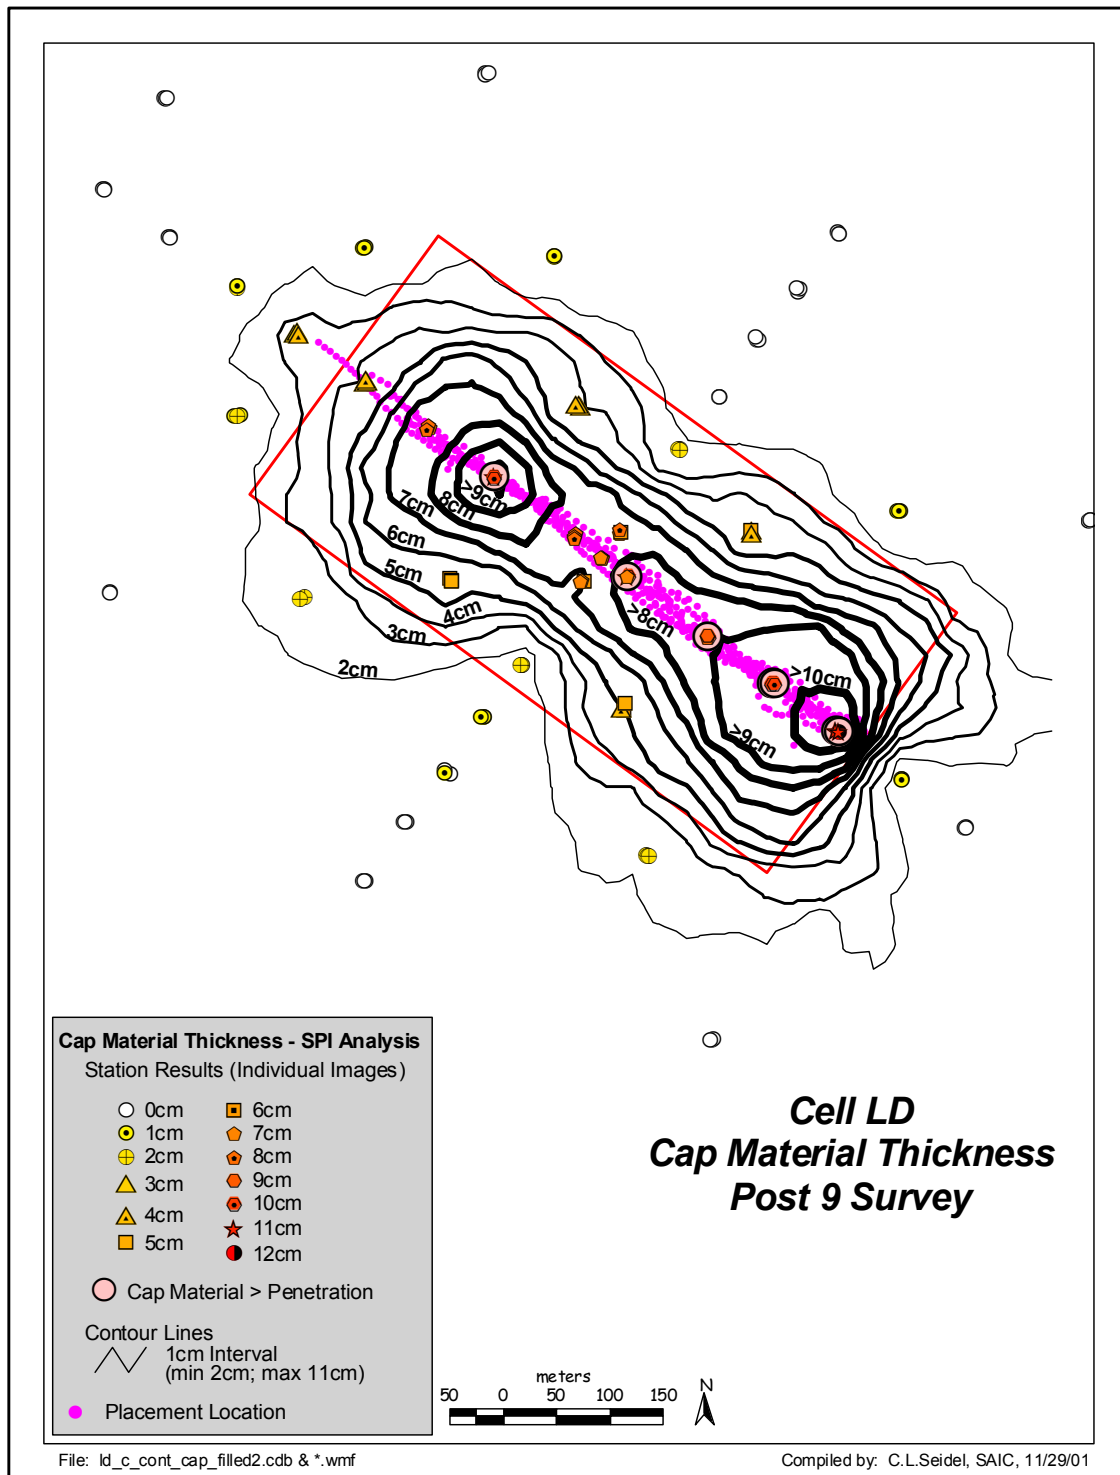 >9cm
7cm
8cm
6cm
5cm
4cm
3cm
2cm
>8cm
>10cm
>9cm
Cap Material Thickness - SPI Analysis
Station Results (Individual Images)
0cm
1cm
2cm
3cm
4cm
5cm
6cm
7cm
8cm
9cm
10cm
11cm
12cm
Cap Material > Penetration
Contour Lines
1cm Interval
(min 2cm; max 11cm)
Placement Location
Cell LD
Cap Material Thickness
Post 9 Survey
meters
50 0 50 100 150
N
File: ld_c_cont_cap_filled2.cdb & *.wmf
Compiled by: C.L.Seidel, SAIC, 11/29/01